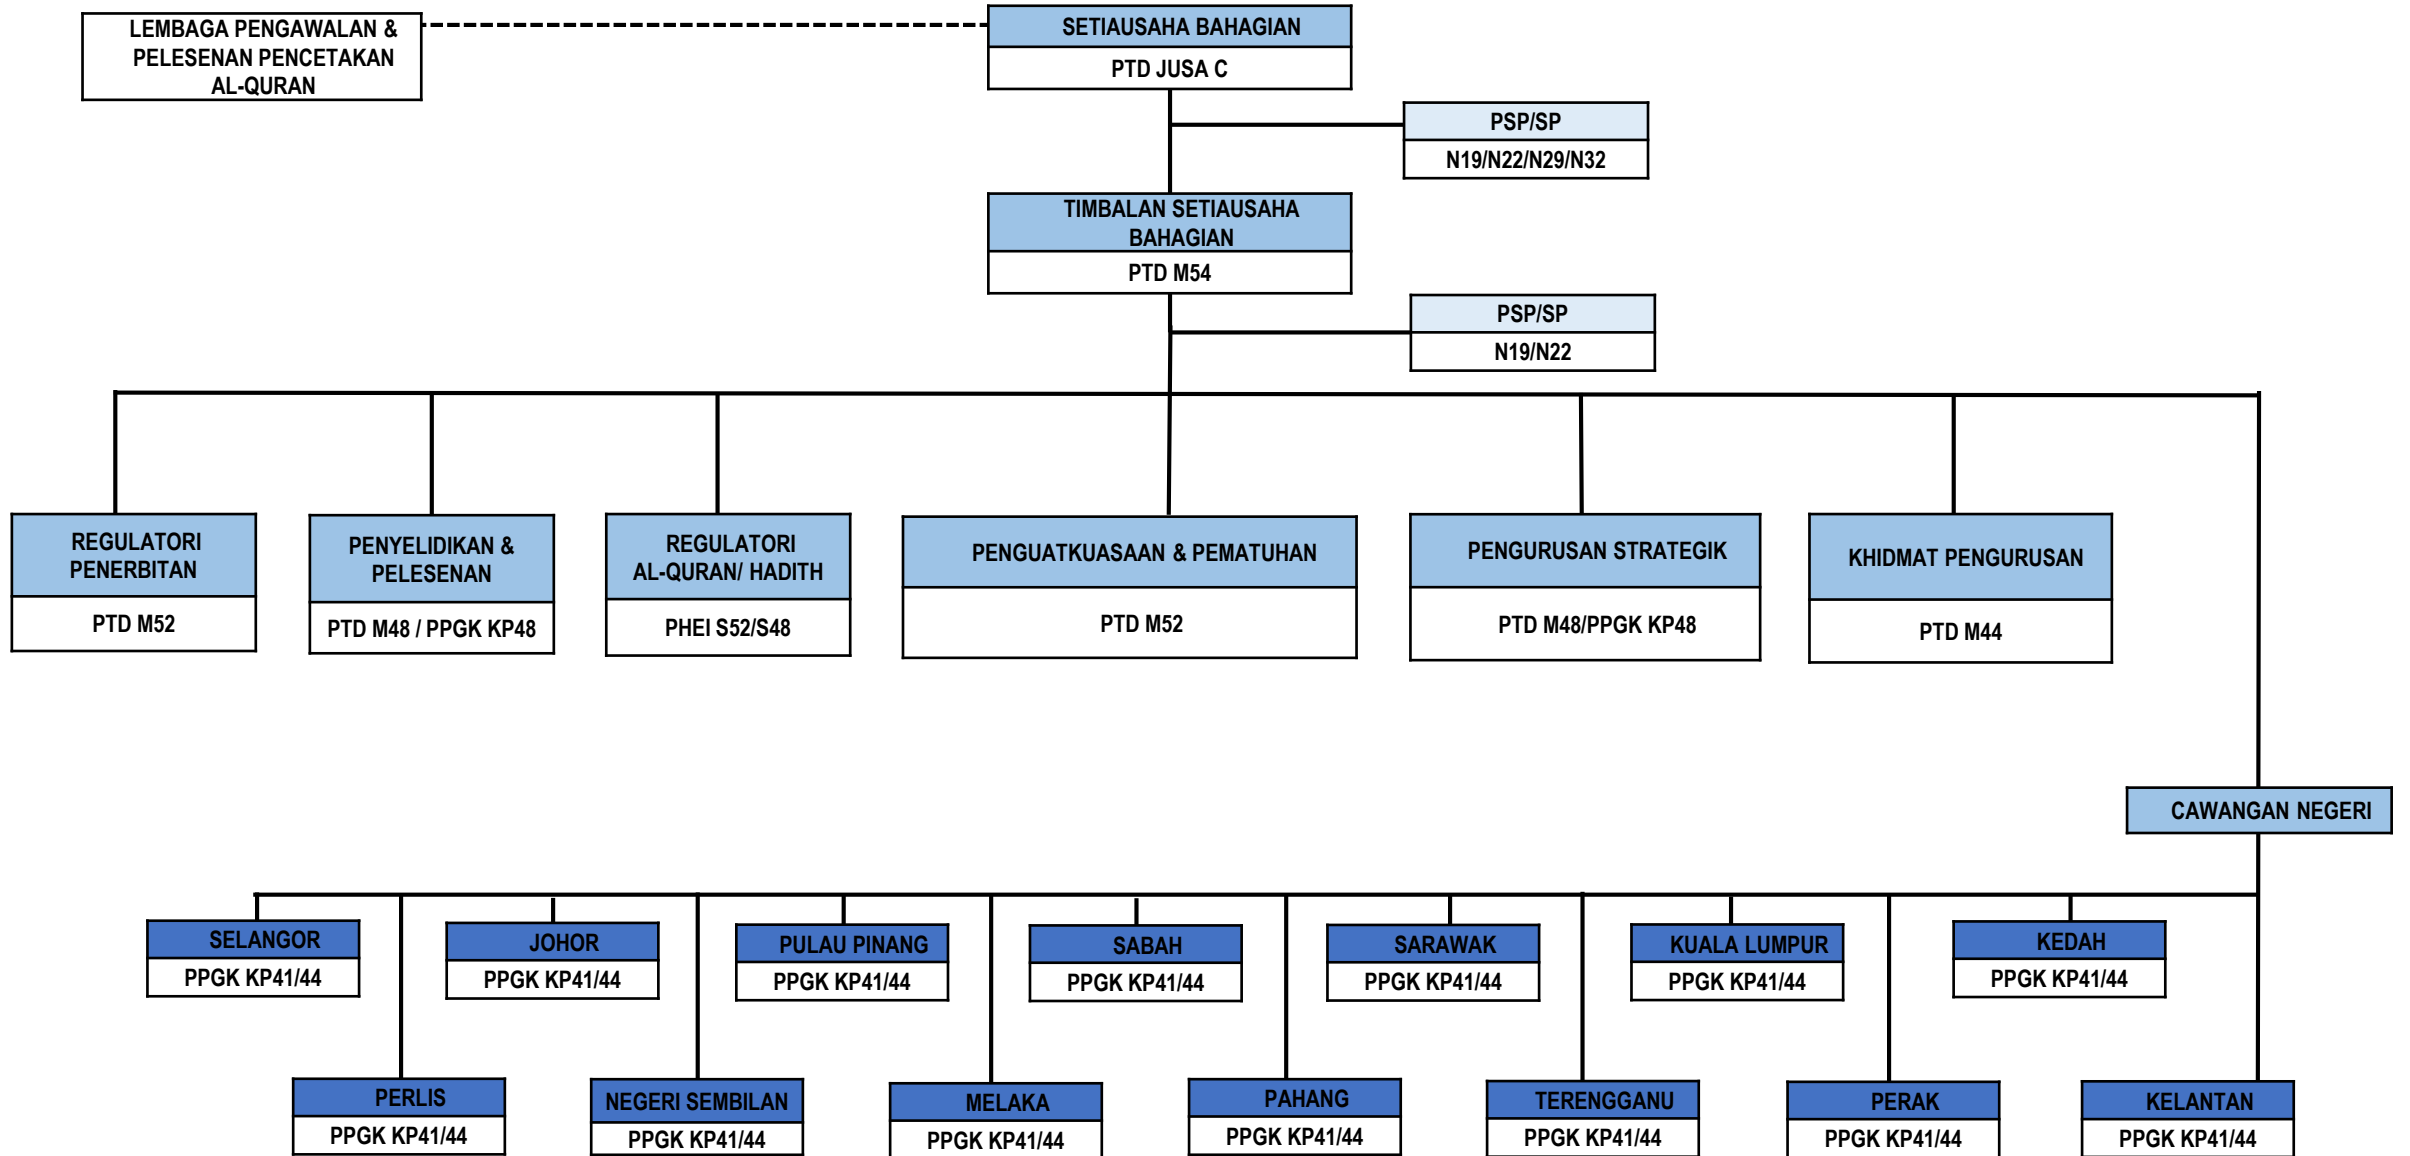 LEMBAGA PENGAWALAN &
PELESENAN PENCETAKAN
AL-QURAN
SETIAUSAHA BAHAGIAN
PTD JUSA C
PSP/SP
N19/N22/N29/N32
TIMBALAN SETIAUSAHA
BAHAGIAN
PTD M54
PSP/SP
N19/N22
REGULATORI
PENERBITAN
PTD M52
PENYELIDIKAN &
PELESENAN
PTD M48 / PPGK KP48
REGULATORI
AL-QURAN/ HADITH
PHEI S52/S48
PENGUATKUASAAN & PEMATUHAN
PTD M52
PENGURUSAN STRATEGIK
PTD M48/PPGK KP48
KHIDMAT PENGURUSAN
PTD M44
CAWANGAN NEGERI
SELANGOR
PPGK KP41/44
JOHOR
PPGK KP41/44
PULAU PINANG
PPGK KP41/44
SABAH
PPGK KP41/44
SARAWAK
PPGK KP41/44
KUALA LUMPUR
PPGK KP41/44
KEDAH
PPGK KP41/44
PERLIS
PPGK KP41/44
NEGERI SEMBILAN
PPGK KP41/44
MELAKA
PPGK KP41/44
PAHANG
PPGK KP41/44
TERENGGANU
PPGK KP41/44
PERAK
PPGK KP41/44
KELANTAN
PPGK KP41/44